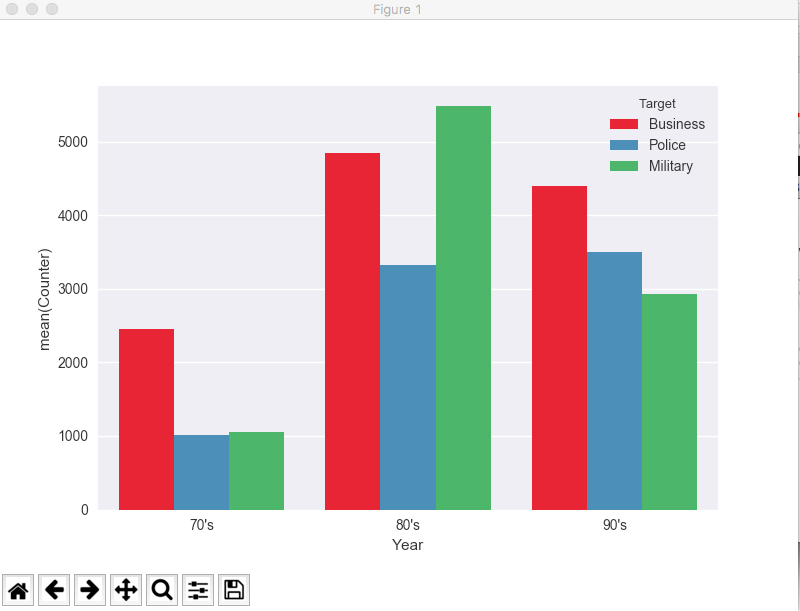 Figure 1
Target
Business
Police
Military
5000
4000
3000
2000
1000
0
mean(Counter)
70's 80's 90's
Year